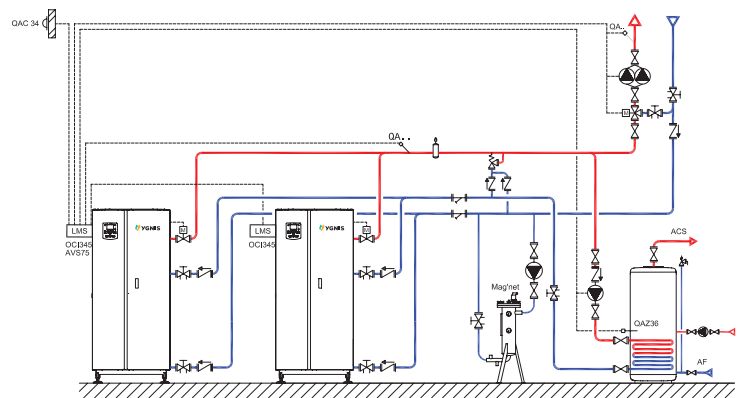 QAC 34
QA..
QA..
YGNIS
YGNIS
M
M
M
LMS
OCI345
AVS75
LMS
OCI345
ACS
Mag'net
QAZ36
AF